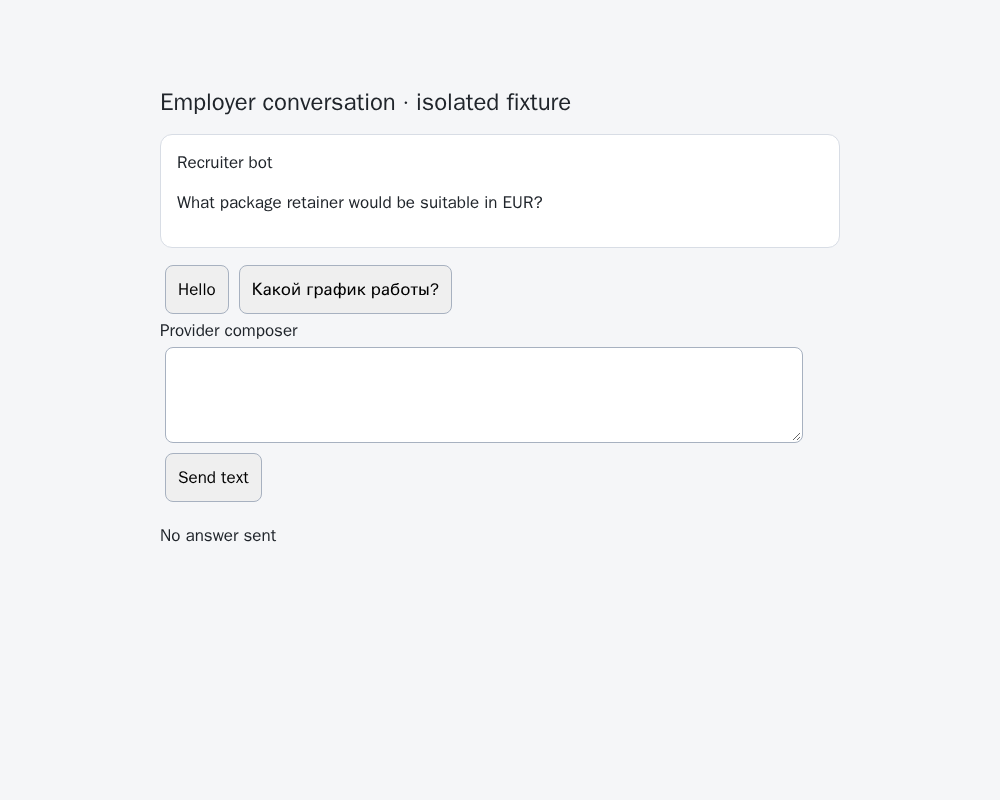 Employer conversation · isolated fixture
Recruiter bot
What package retainer would be suitable in EUR?
Hello
Какой график работы?
Provider composer
Send text
No answer sent